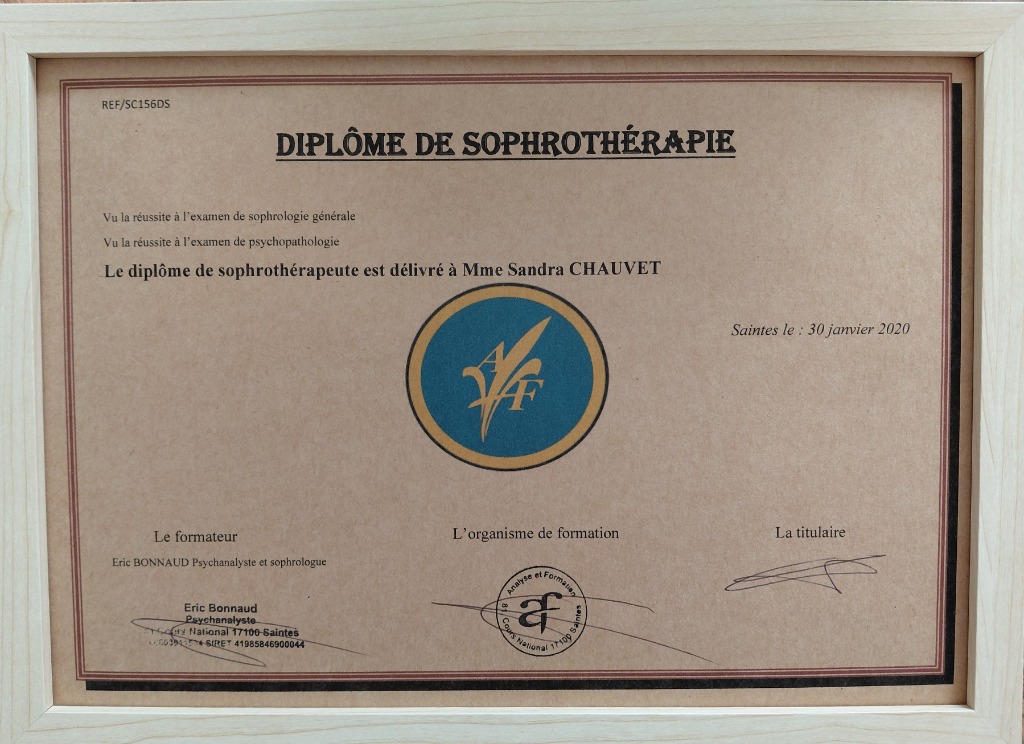 REF/SC156DS
DIPLÔME DE SOPHROTHÉRAPIE
Vu la réussite à l'examen de sophrologie générale
Vu la réussite à l'examen de psychopathologie
Le diplôme de sophrothérapeute est délivré à Mme Sandra CHAUVET
Saintes le : 30 janvier 2020
A F
Le formateur
L'organisme de formation
La titulaire
Eric BONNAUD Psychanalyste et sophrologue
Eric Bonnaud
Psychanalyste
National 17100 Saintes
SIRET 41985846900044
Analyse et Formation
af
81, Cours National 17100 Saintes